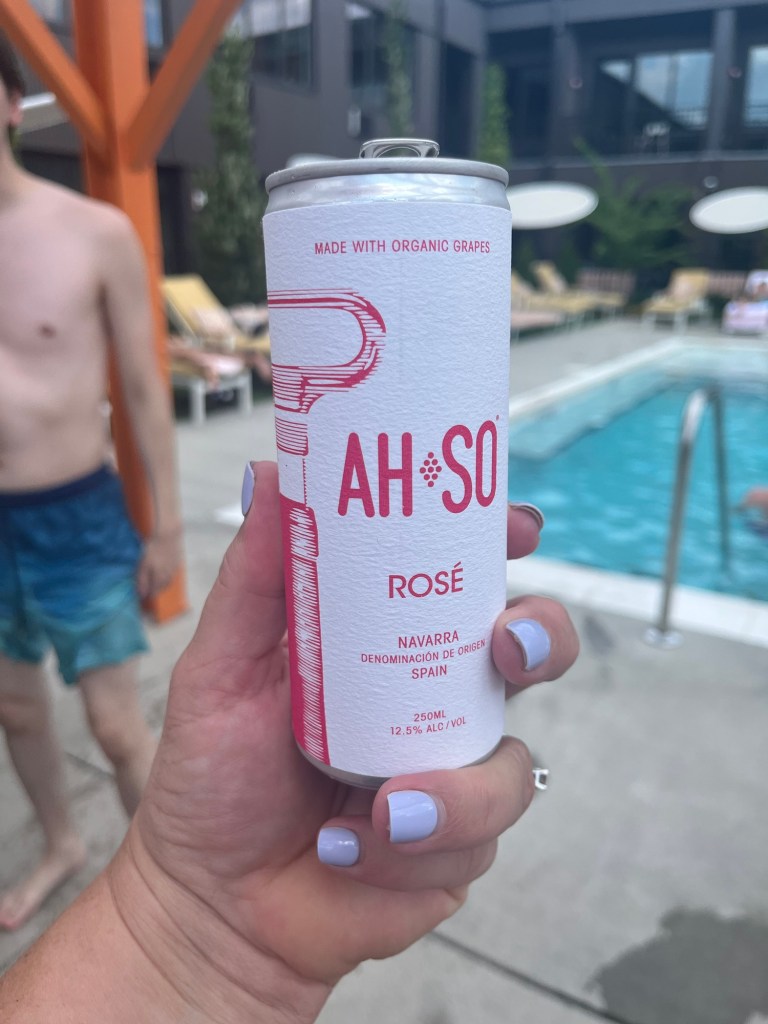 MADE WITH ORGANIC GRAPES
AH SO
ROSÉ
NAVARRA
DENOMINACIÓN DE ORIGEN
SPAIN
250ML
12.5% ALC/VOL